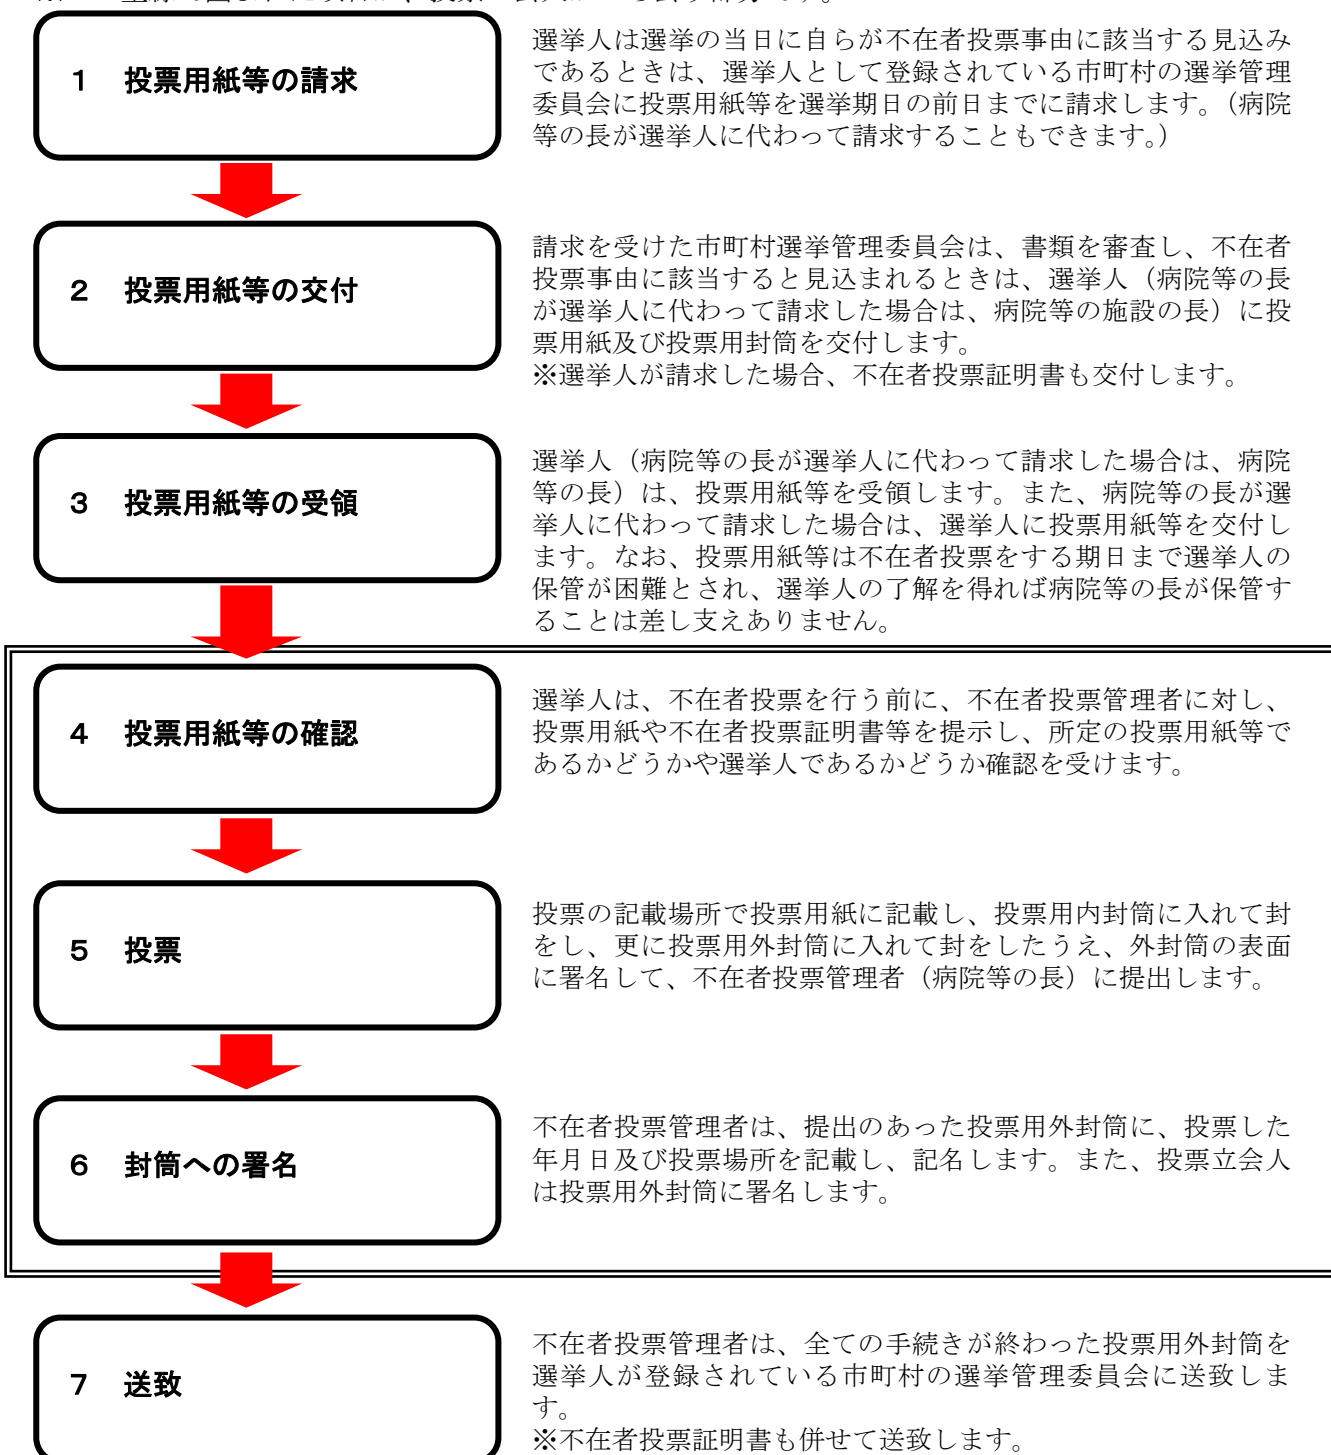 1 投票用紙等の請求
選挙人は選挙の当日に自らが不在者投票事由に該当する見込み
であるときは、選挙人として登録されている市町村の選挙管理
委員会に投票用紙等を選挙期日の前日までに請求します。(病院
等の長が選挙人に代わって請求することもできます。)
2 投票用紙等の交付
請求を受けた市町村選挙管理委員会は、書類を審査し、不在者
投票事由に該当すると見込まれるときは、選挙人(病院等の長
が選挙人に代わって請求した場合は、病院等の施設の長)に投
票用紙及び投票用封筒を交付します。
※選挙人が請求した場合、不在者投票証明書も交付します。
3 投票用紙等の受領
選挙人(病院等の長が選挙人に代わって請求した場合は、病院
等の長)は、投票用紙等を受領します。また、病院等の長が選
挙人に代わって請求した場合は、選挙人に投票用紙等を交付し
ます。なお、投票用紙等は不在者投票をする期日まで選挙人の
保管が困難とされ、選挙人の了解を得れば病院等の長が保管す
ることは差し支えありません。
4 投票用紙等の確認
選挙人は、不在者投票を行う前に、不在者投票管理者に対し、
投票用紙や不在者投票証明書等を提示し、所定の投票用紙等で
あるかどうかや選挙人であるかどうか確認を受けます。
5 投票
投票の記載場所で投票用紙に記載し、投票用内封筒に入れて封
をし、更に投票用外封筒に入れて封をしたうえ、外封筒の表面
に署名して、不在者投票管理者(病院等の長)に提出します。
6 封筒への署名
不在者投票管理者は、提出のあった投票用外封筒に、投票した
年月日及び投票場所を記載し、記名します。また、投票立会人
は投票用外封筒に署名します。
7 送致
不在者投票管理者は、全ての手続きが終わった投票用外封筒を
選挙人が登録されている市町村の選挙管理委員会に送致しま
す。
※不在者投票証明書も併せて送致します。